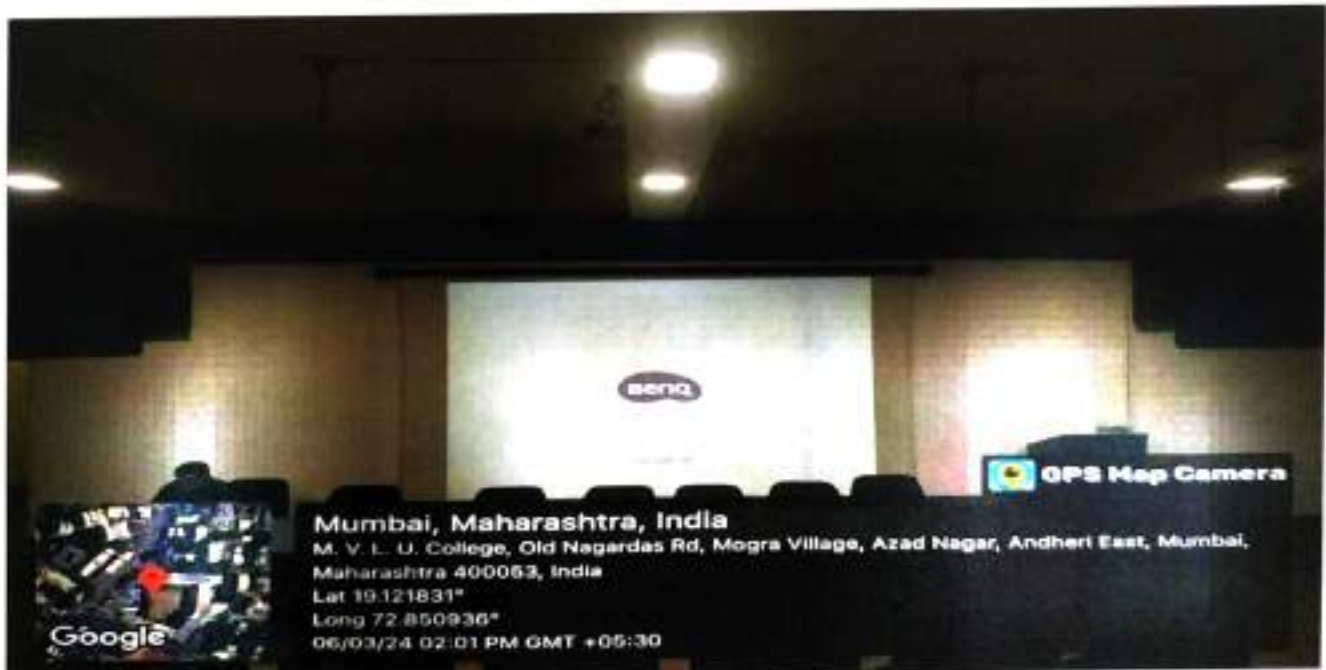 BenQ
GPS Map Camera
Mumbai, Maharashtra, India
M. V. L. U. College, Old Nagardas Rd, Mogra Village, Azad Nagar, Andheri East, Mumbai,
Maharashtra 400053, India
Lat 19.121831°
Long 72.850936°
06/03/24 02:01 PM GMT +05:30
Google